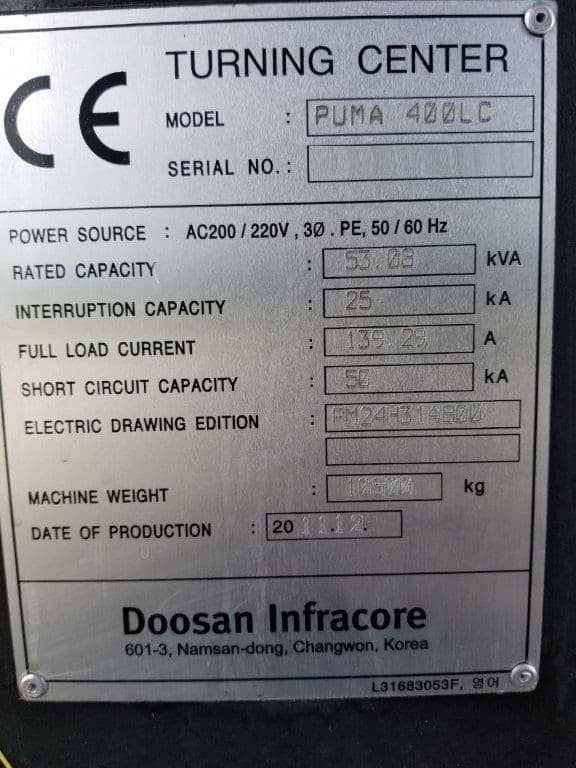 CE
TURNING CENTER
MODEL : PUMA 400LC
SERIAL NO. :
POWER SOURCE : AC200 / 220V , 3Ø . PE, 50 / 60 Hz
RATED CAPACITY : 53.08 kVA
INTERRUPTION CAPACITY : 25 kA
FULL LOAD CURRENT : 139.29 A
SHORT CIRCUIT CAPACITY : 50 kA
ELECTRIC DRAWING EDITION :
MACHINE WEIGHT : kg
DATE OF PRODUCTION : 2011.12.
Doosan Infracore
601-3, Namsan-dong, Changwon, Korea
L31683053F, 영어